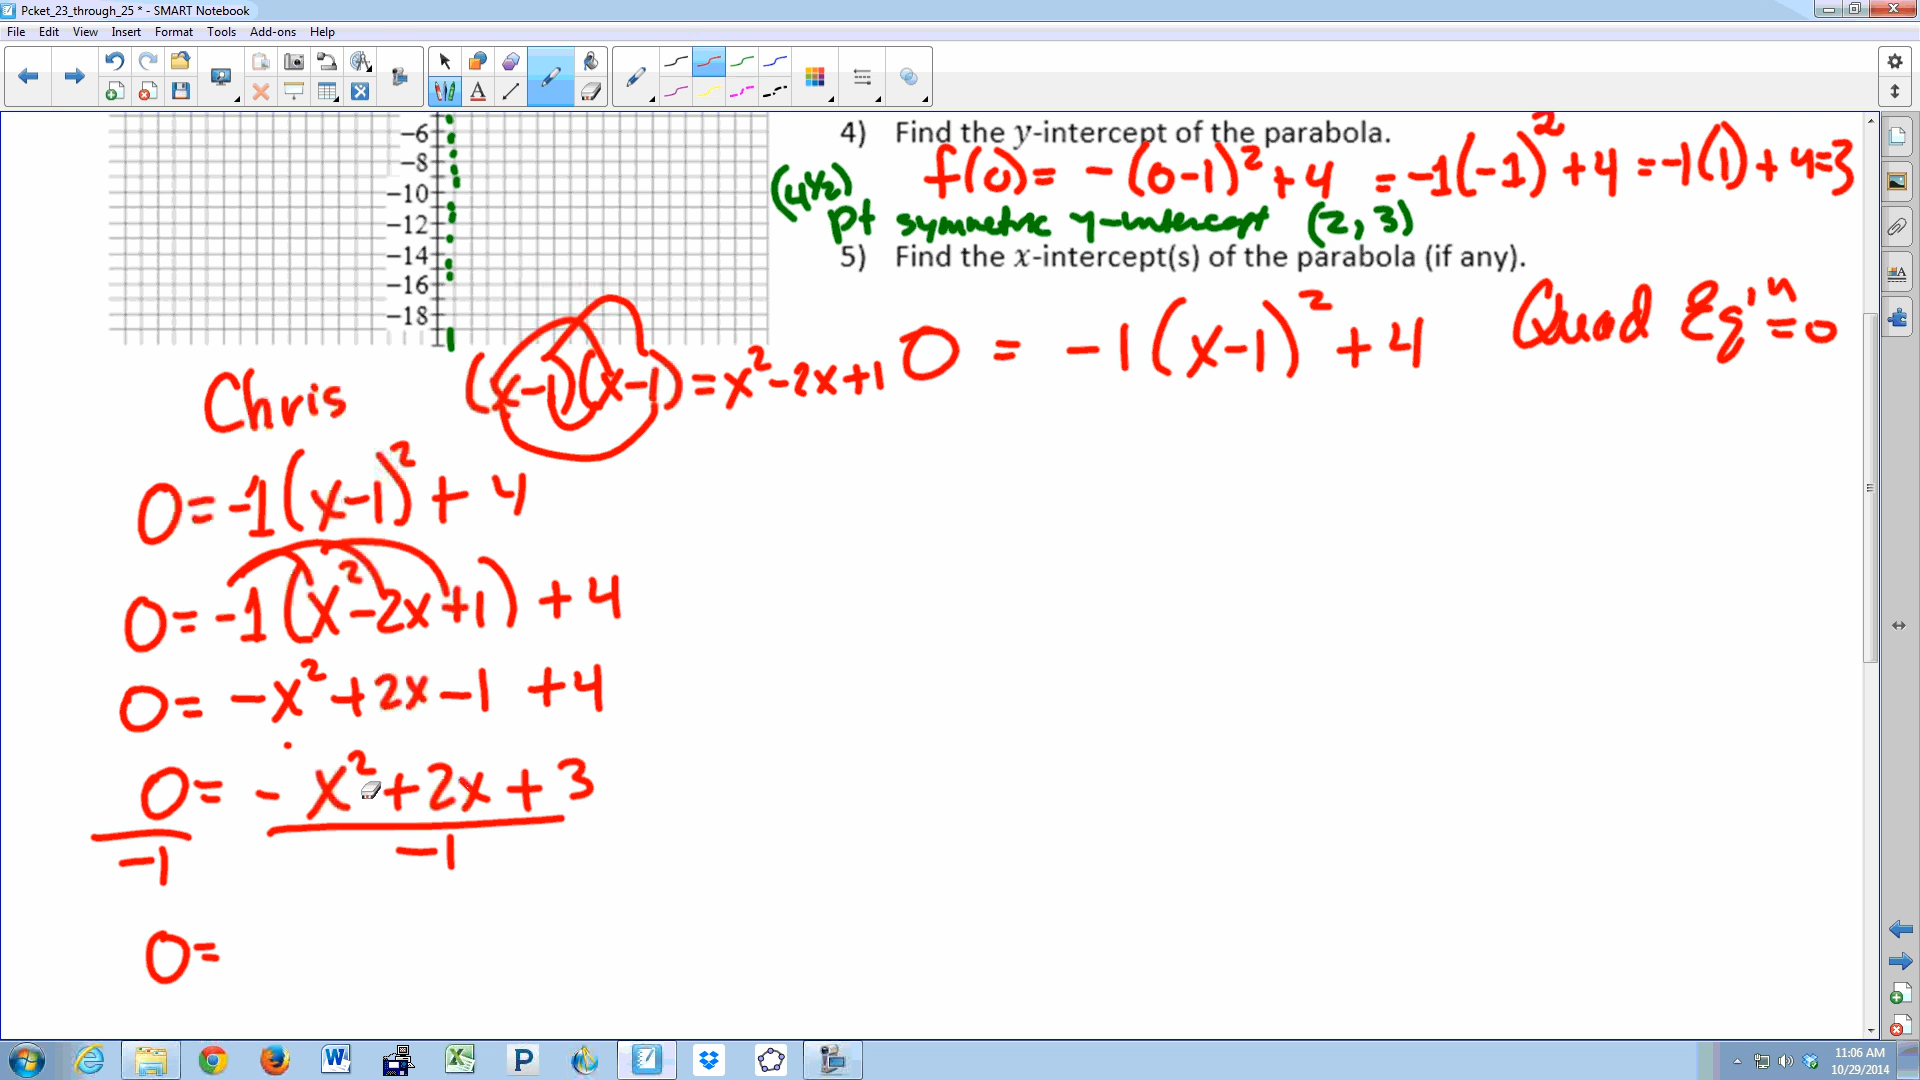 Pcket_23_through_25 * - SMART Notebook
File Edit View Insert Format Tools Add-ons Help
−6
−8
−10
−12
−14
−16
−18
4) Find the y-intercept of the parabola.
f(0) = -(0-1)² + 4 = -1(-1)² + 4 = -1(1) + 4 = 3
(4½)
pt symmetric y-intercept (2, 3)
5) Find the x-intercept(s) of the parabola (if any).
0 = -1(x-1)² + 4
Quad Eq'n = 0
Chris
(x-1)(x-1) = x² - 2x + 1
0 = -1(x-1)² + 4
0 = -1(x² - 2x + 1) + 4
0 = -x² + 2x - 1 + 4
0 = -x² + 2x + 3
-1 -1
0 =
11:06 AM
10/29/2014